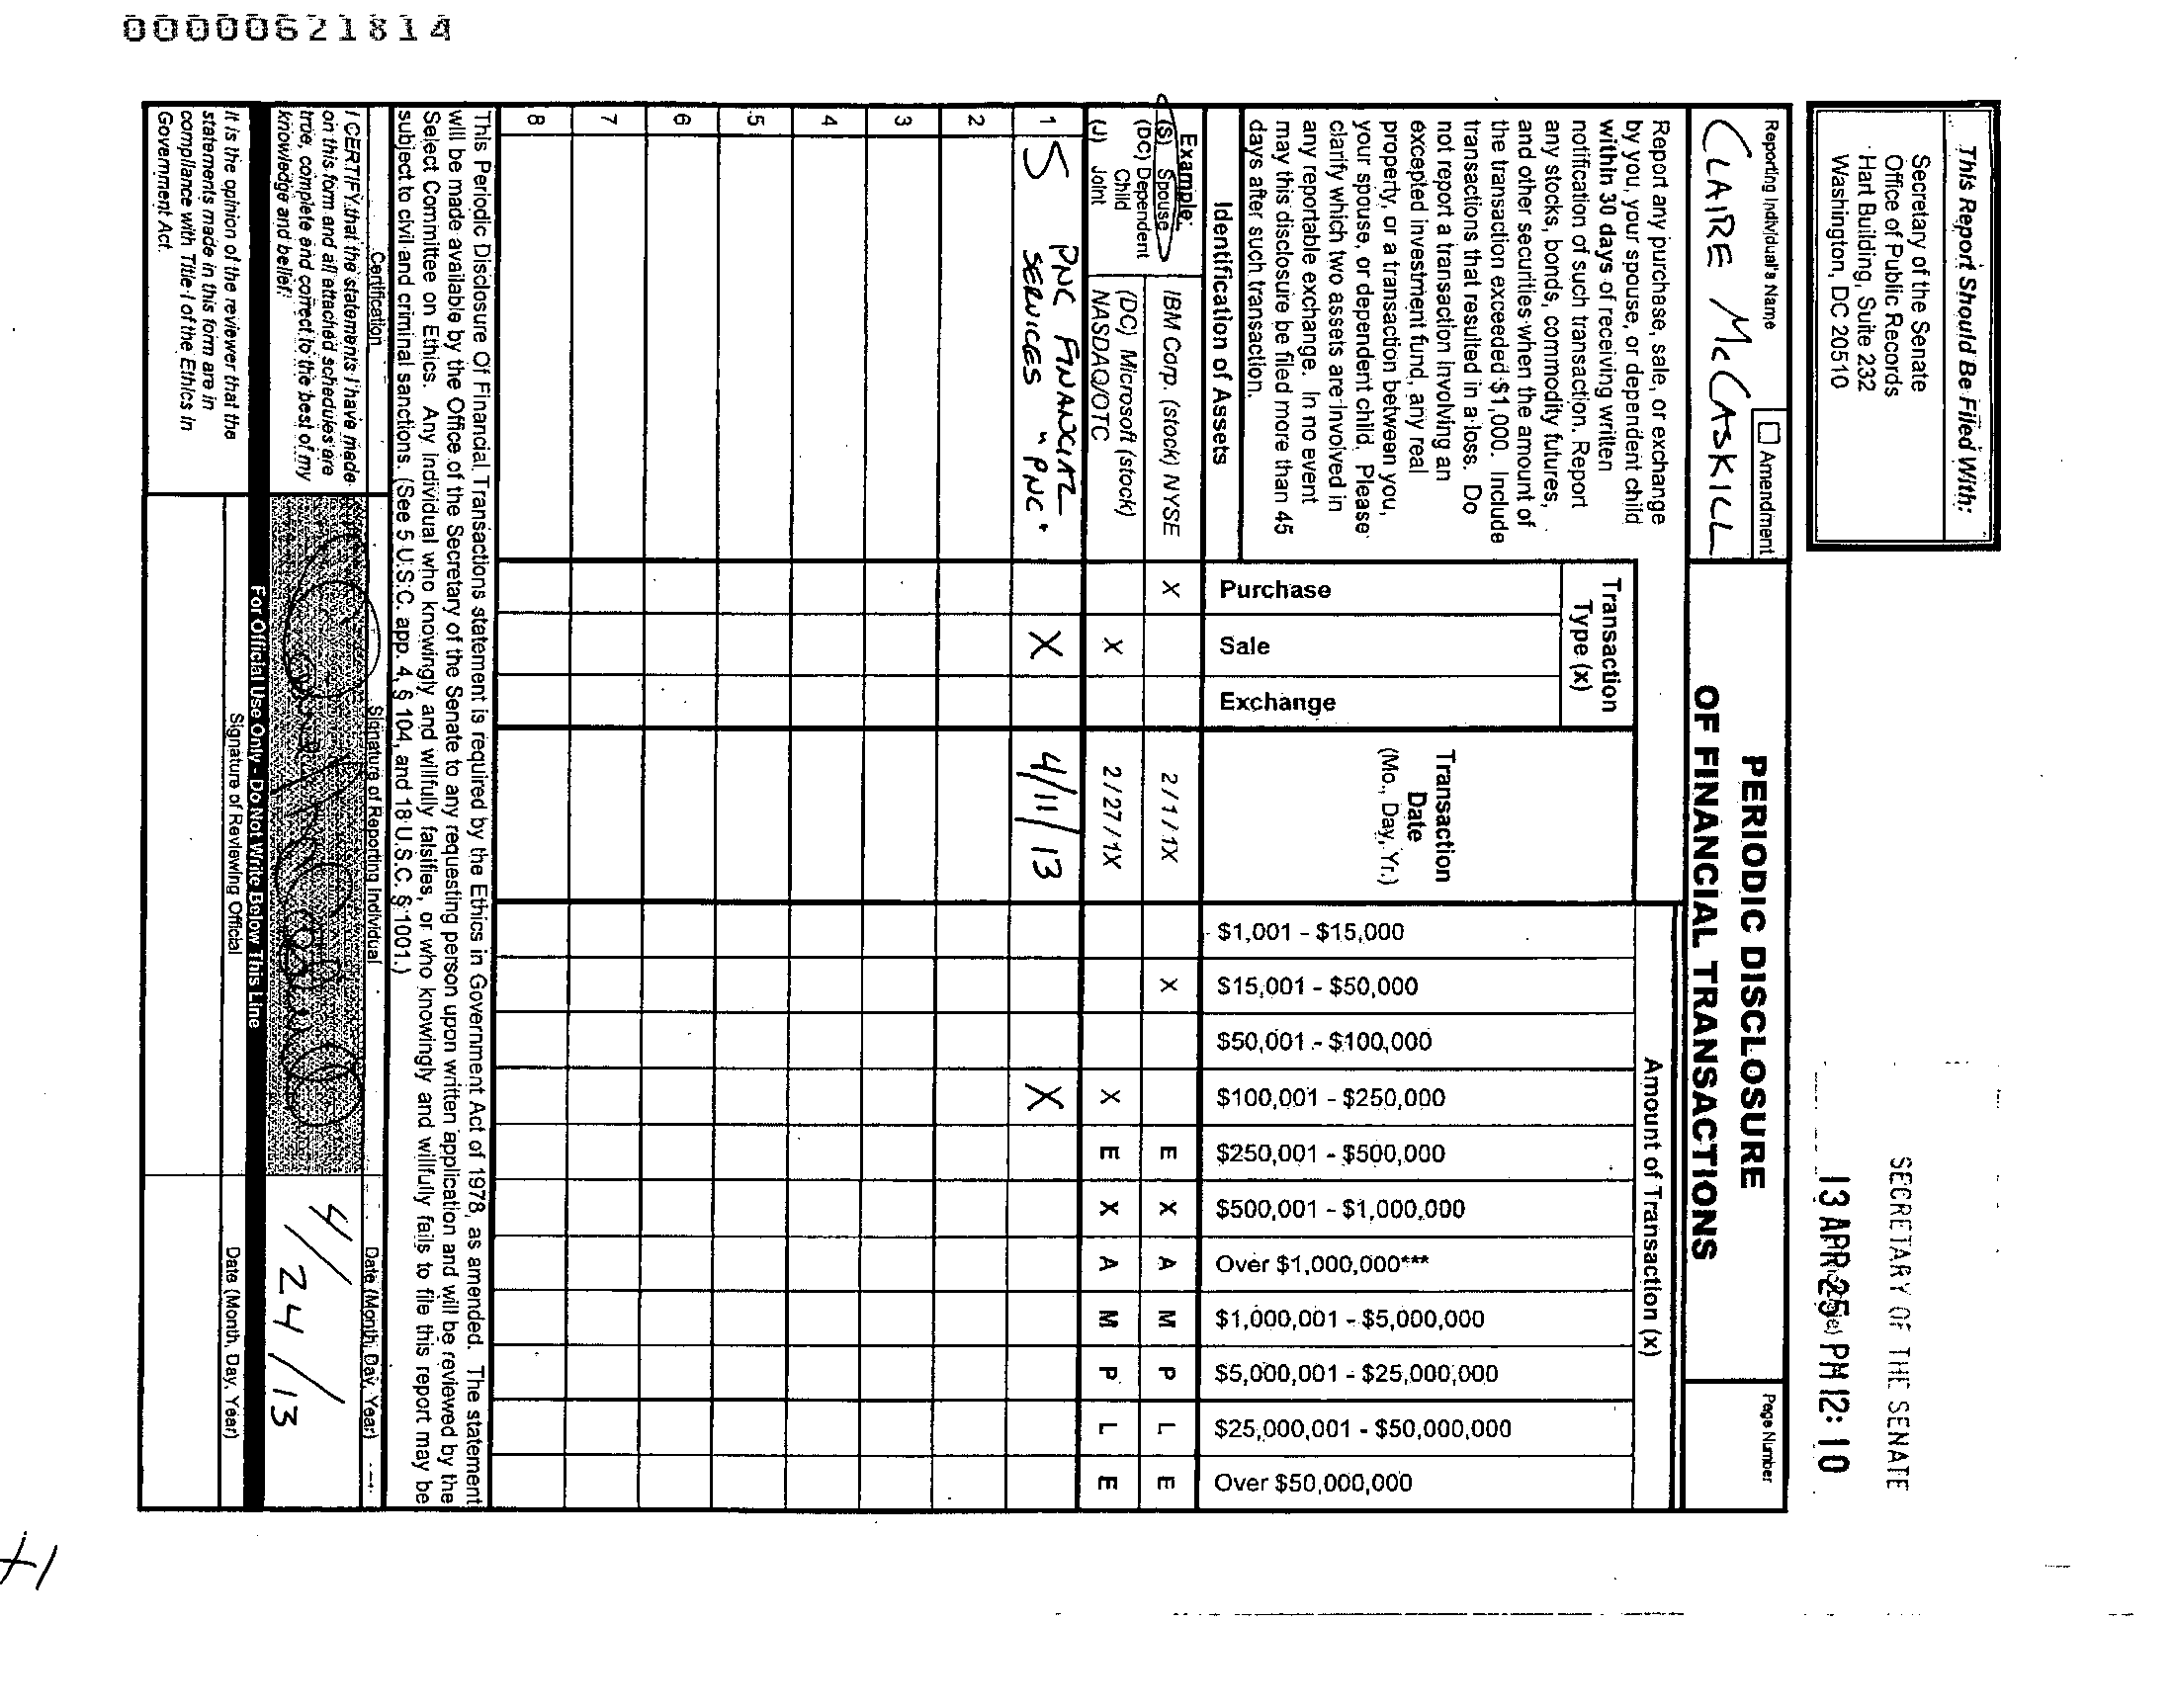 00000621814
This Report Should Be Filed With:
Secretary of the Senate
Office of Public Records
Hart Building, Suite 232
Washington, DC 20510
SECRETARY OF THE SENATE
13 APR 25 PM 12: 10
Reporting Individual's Name
Amendment
CLAIRE McCASKILL
PERIODIC DISCLOSURE
OF FINANCIAL TRANSACTIONS
Page Number
Report any purchase, sale, or exchange
by you, your spouse, or dependent child
within 30 days of receiving written
notification of such transaction. Report
any stocks, bonds, commodity futures,
and other securities when the amount of
the transaction exceeded $1,000. Include
transactions that resulted in a loss. Do
not report a transaction involving an
excepted investment fund, any real
property, or a transaction between you,
your spouse, or dependent child. Please
clarify which two assets are involved in
any reportable exchange. In no event
may this disclosure be filed more than 45
days after such transaction.
Identification of Assets
Transaction
Type (x)
Purchase
Sale
Exchange
Transaction
Date
(Mo., Day, Yr.)
Amount of Transaction (x)
$1,001 - $15,000
$15,001 - $50,000
$50,001 - $100,000
$100,001 - $250,000
$250,001 - $500,000
$500,001 - $1,000,000
Over $1,000,000***
$1,000,001 - $5,000,000
$5,000,001 - $25,000,000
$25,000,001 - $50,000,000
Over $50,000,000
Example:
(S) Spouse
(DC) Dependent
Child
(J) Joint
IBM Corp. (stock) NYSE X 2/1/1X X E X A M P L E
(DC) Microsoft (stock)
NASDAQ/OTC X 2/27/1X X E X A M P L E
1 S PNC FINANCIAL
SERVICES "PNC" X 4/11/13 X
2
3
4
5
6
7
8
This Periodic Disclosure Of Financial Transactions statement is required by the Ethics in Government Act of 1978, as amended. The statement
will be made available by the Office of the Secretary of the Senate to any requesting person upon written application and will be reviewed by the
Select Committee on Ethics. Any Individual who knowingly and willfully falsifies, or who knowingly and willfully fails to file this report may be
subject to civil and criminal sanctions. (See 5 U.S.C. app. 4, § 104, and 18 U.S.C. § 1001.)
Certification
Signature of Reporting Individual
Date (Month, Day, Year)
I CERTIFY that the statements I have made
on this form and all attached schedules are
true, complete and correct to the best of my
knowledge and belief.
4/24/13
For Official Use Only - Do Not Write Below This Line
It is the opinion of the reviewer that the
statements made in this form are in
compliance with Title I of the Ethics in
Government Act.
Signature of Reviewing Official
Date (Month, Day, Year)